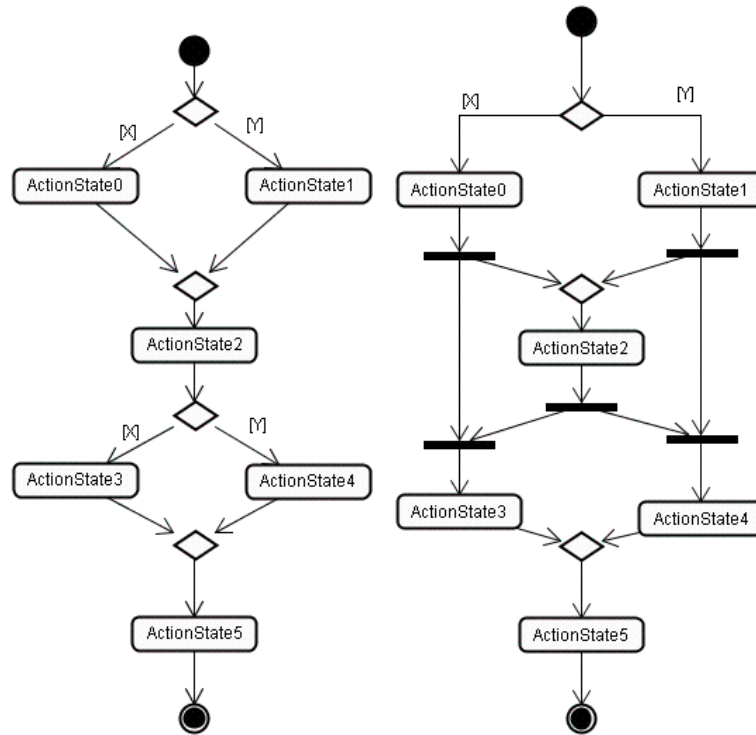 [X]
[Y]
ActionState0
ActionState1
ActionState2
[X]
[Y]
ActionState3
ActionState4
ActionState5
[X]
[Y]
ActionState0
ActionState1
ActionState2
ActionState3
ActionState4
ActionState5